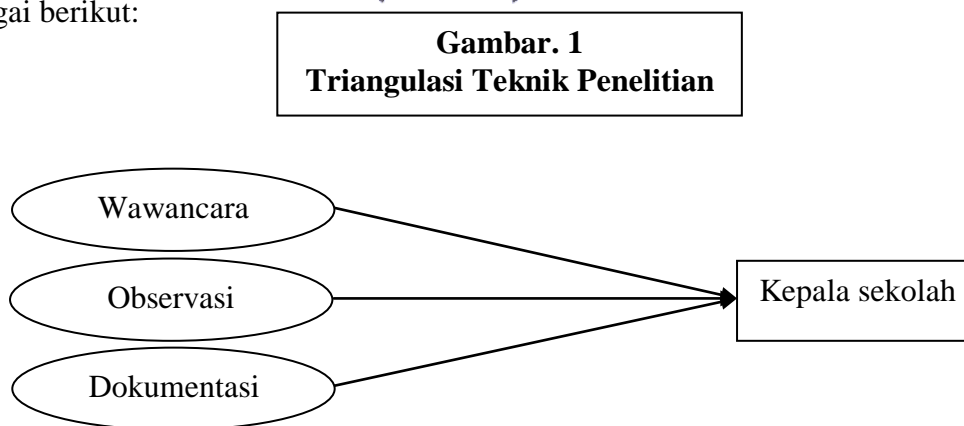 gai berikut:
Gambar. 1
Triangulasi Teknik Penelitian
Wawancara
Observasi
Kepala sekolah
Dokumentasi